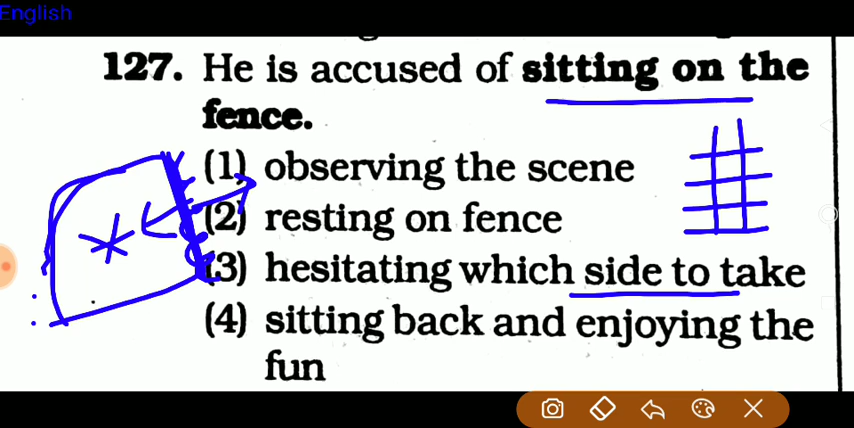 English
127. He is accused of sitting on the
fence.
(1) observing the scene
(2) resting on fence
(3) hesitating which side to take
(4) sitting back and enjoying the
fun